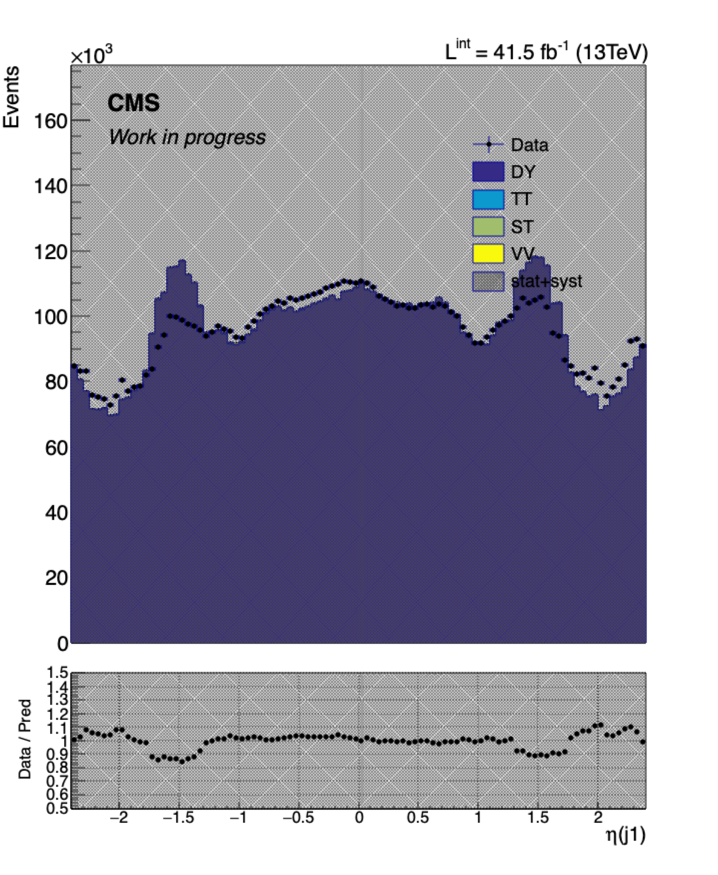 ×10³
L^int = 41.5 fb⁻¹ (13TeV)
Events
CMS
Work in progress
Data
DY
TT
ST
VV
stat+syst
160
140
120
100
80
60
40
20
0
Data / Pred
1.5
1.4
1.3
1.2
1.1
1
0.9
0.8
0.7
0.6
0.5
−2 −1.5 −1 −0.5 0 0.5 1 1.5 2
η(j1)